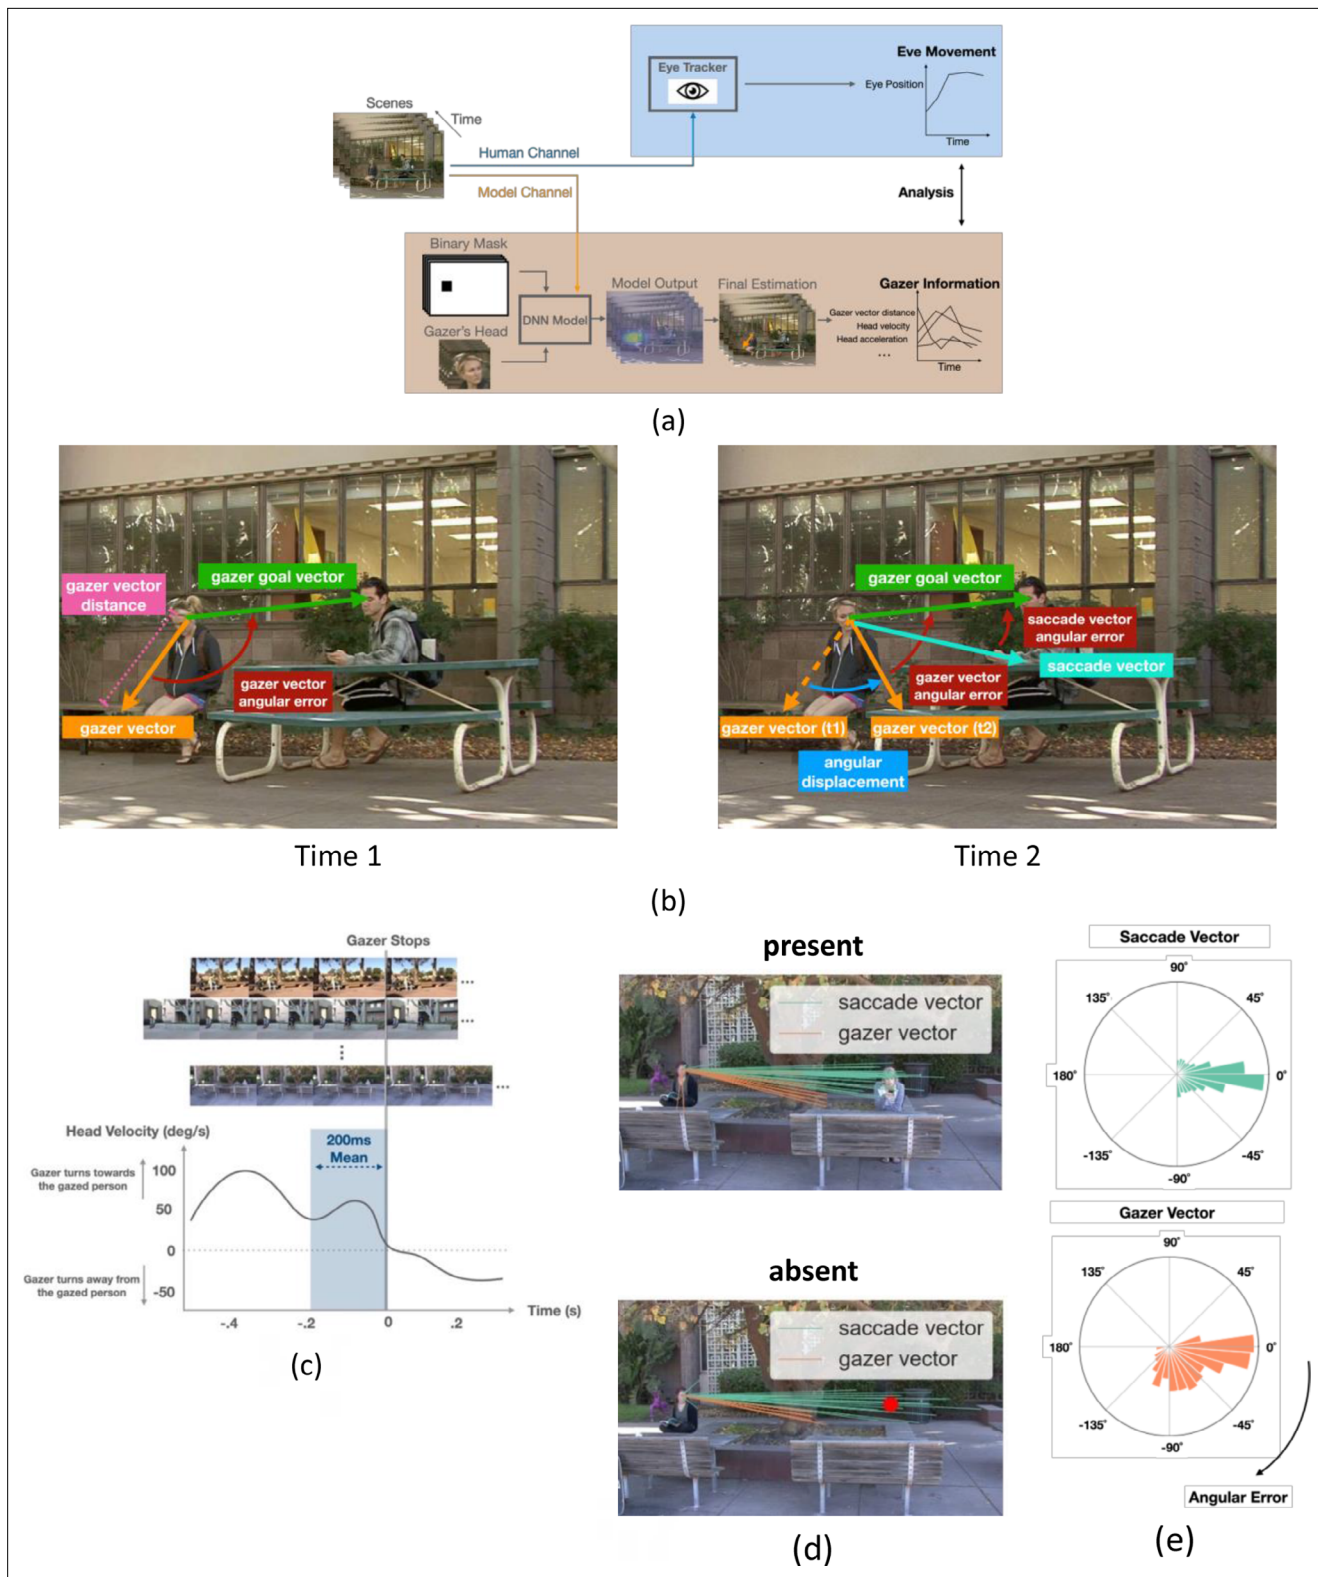 Eve Movement
Eye Tracker
Eye Position
Time
Scenes
Time
Human Channel
Model Channel
Analysis
Binary Mask
Gazer's Head
DNN Model
Model Output
Final Estimation
Gazer Information
Gazer vector distance
Head velocity
Head acceleration
...
Time
(a)
gazer goal vector
gazer vector
distance
gazer vector
angular error
gazer vector
Time 1
gazer goal vector
saccade vector
angular error
saccade vector
gazer vector
angular error
gazer vector (t1)
gazer vector (t2)
angular
displacement
Time 2
(b)
Gazer Stops
...
...
...
Head Velocity (deg/s)
200ms
Mean
Gazer turns towards
the gazed person
100
50
0
-50
Gazer turns away from
the gazed person
-.4
-.2
0
.2
Time (s)
(c)
present
saccade vector
gazer vector
absent
saccade vector
gazer vector
(d)
Saccade Vector
90°
135°
45°
180°
0°
-135°
-45°
-90°
Gazer Vector
90°
135°
45°
180°
0°
-135°
-45°
-90°
Angular Error
(e)